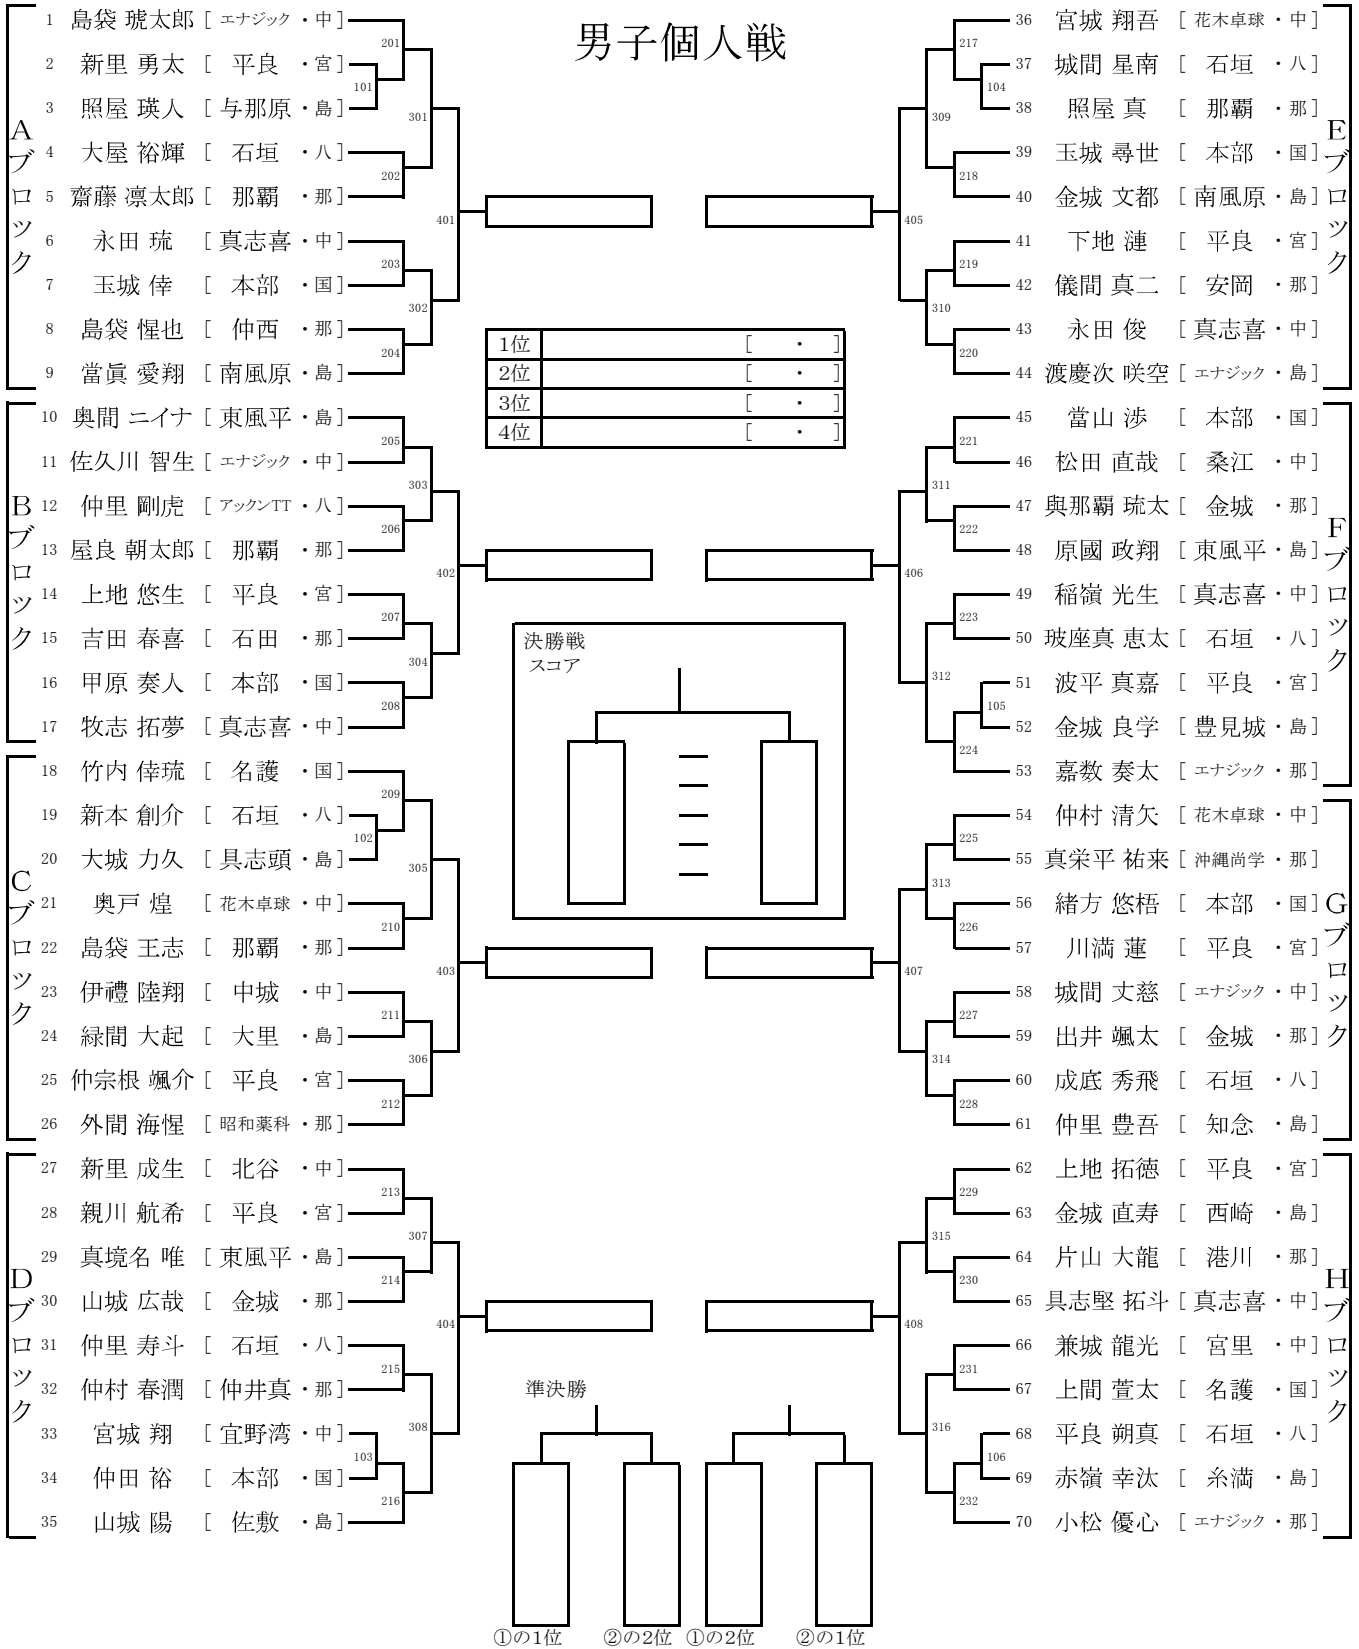 男子個人戦
Aブロック
1 島袋 琥太郎 [ エナジック ・中 ]
2 新里 勇太 [ 平良 ・宮 ]
3 照屋 瑛人 [ 与那原 ・島 ]
4 大屋 裕輝 [ 石垣 ・八 ]
5 齋藤 凛太郎 [ 那覇 ・那 ]
6 永田 琉 [ 真志喜 ・中 ]
7 玉城 倖 [ 本部 ・国 ]
8 島袋 惺也 [ 仲西 ・那 ]
9 當眞 愛翔 [ 南風原 ・島 ]
201
101
301
202
401
203
302
204
Bブロック
10 奥間 ニイナ [ 東風平 ・島 ]
11 佐久川 智生 [ エナジック ・中 ]
12 仲里 剛虎 [ アックンTT ・八 ]
13 屋良 朝太郎 [ 那覇 ・那 ]
14 上地 悠生 [ 平良 ・宮 ]
15 吉田 春喜 [ 石田 ・那 ]
16 甲原 奏人 [ 本部 ・国 ]
17 牧志 拓夢 [ 真志喜 ・中 ]
205
303
206
402
207
304
208
Cブロック
18 竹内 倖琉 [ 名護 ・国 ]
19 新本 創介 [ 石垣 ・八 ]
20 大城 力久 [ 具志頭 ・島 ]
21 奥戸 煌 [ 花木卓球 ・中 ]
22 島袋 王志 [ 那覇 ・那 ]
23 伊禮 陸翔 [ 中城 ・中 ]
24 緑間 大起 [ 大里 ・島 ]
25 仲宗根 颯介 [ 平良 ・宮 ]
26 外間 海惺 [ 昭和薬科 ・那 ]
209
102
305
210
403
211
306
212
Dブロック
27 新里 成生 [ 北谷 ・中 ]
28 親川 航希 [ 平良 ・宮 ]
29 真境名 唯 [ 東風平 ・島 ]
30 山城 広哉 [ 金城 ・那 ]
31 仲里 寿斗 [ 石垣 ・八 ]
32 仲村 春潤 [ 仲井真 ・那 ]
33 宮城 翔 [ 宜野湾 ・中 ]
34 仲田 裕 [ 本部 ・国 ]
35 山城 陽 [ 佐敷 ・島 ]
213
307
214
404
215
308
103
216
1位 [ ・ ]
2位 [ ・ ]
3位 [ ・ ]
4位 [ ・ ]
決勝戦
スコア
準決勝
①の1位 ②の2位 ①の2位 ②の1位
Eブロック
36 宮城 翔吾 [ 花木卓球 ・中 ]
37 城間 星南 [ 石垣 ・八 ]
38 照屋 真 [ 那覇 ・那 ]
39 玉城 尋世 [ 本部 ・国 ]
40 金城 文都 [ 南風原 ・島 ]
41 下地 漣 [ 平良 ・宮 ]
42 儀間 真二 [ 安岡 ・那 ]
43 永田 俊 [ 真志喜 ・中 ]
44 渡慶次 咲空 [ エナジック ・島 ]
217
104
309
218
405
219
310
220
Fブロック
45 當山 渉 [ 本部 ・国 ]
46 松田 直哉 [ 桑江 ・中 ]
47 與那覇 琉太 [ 金城 ・那 ]
48 原國 政翔 [ 東風平 ・島 ]
49 稲嶺 光生 [ 真志喜 ・中 ]
50 玻座真 恵太 [ 石垣 ・八 ]
51 波平 真嘉 [ 平良 ・宮 ]
52 金城 良学 [ 豊見城 ・島 ]
53 嘉数 奏太 [ エナジック ・那 ]
221
311
222
406
223
312
105
224
Gブロック
54 仲村 清矢 [ 花木卓球 ・中 ]
55 真栄平 祐来 [ 沖縄尚学 ・那 ]
56 緒方 悠梧 [ 本部 ・国 ]
57 川満 蓮 [ 平良 ・宮 ]
58 城間 丈慈 [ エナジック ・中 ]
59 出井 颯太 [ 金城 ・那 ]
60 成底 秀飛 [ 石垣 ・八 ]
61 仲里 豊吾 [ 知念 ・島 ]
225
313
226
407
227
314
228
Hブロック
62 上地 拓徳 [ 平良 ・宮 ]
63 金城 直寿 [ 西崎 ・島 ]
64 片山 大龍 [ 港川 ・那 ]
65 具志堅 拓斗 [ 真志喜 ・中 ]
66 兼城 龍光 [ 宮里 ・中 ]
67 上間 萱太 [ 名護 ・国 ]
68 平良 朔真 [ 石垣 ・八 ]
69 赤嶺 幸汰 [ 糸満 ・島 ]
70 小松 優心 [ エナジック ・那 ]
229
315
230
408
231
316
106
232